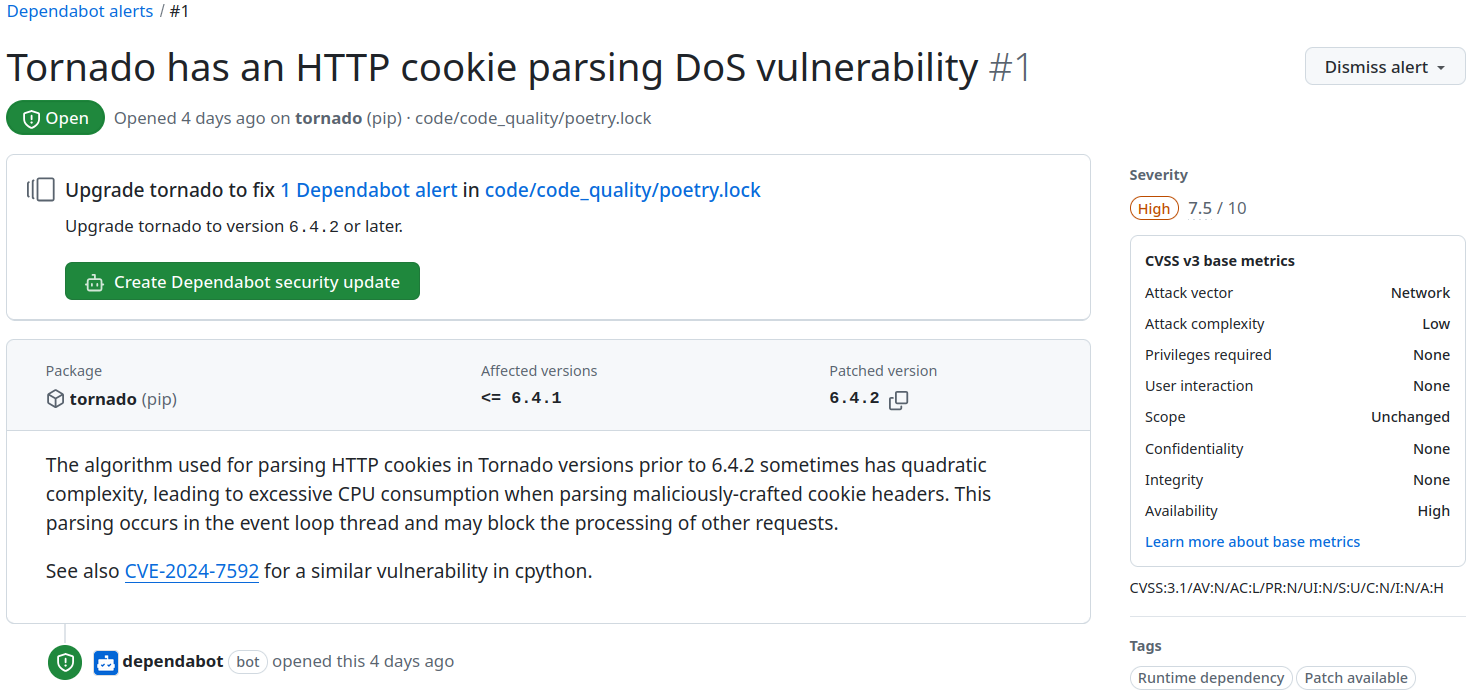 Dependabot alerts / #1
Tornado has an HTTP cookie parsing DoS vulnerability #1
Dismiss alert
Open
Opened 4 days ago on tornado (pip) · code/code_quality/poetry.lock
Upgrade tornado to fix 1 Dependabot alert in code/code_quality/poetry.lock
Upgrade tornado to version 6.4.2 or later.
Create Dependabot security update
Package
tornado (pip)
Affected versions
<= 6.4.1
Patched version
6.4.2
The algorithm used for parsing HTTP cookies in Tornado versions prior to 6.4.2 sometimes has quadratic
complexity, leading to excessive CPU consumption when parsing maliciously-crafted cookie headers. This
parsing occurs in the event loop thread and may block the processing of other requests.
See also CVE-2024-7592 for a similar vulnerability in cpython.
dependabot bot opened this 4 days ago
Severity
High 7.5 / 10
CVSS v3 base metrics
Attack vector Network
Attack complexity Low
Privileges required None
User interaction None
Scope Unchanged
Confidentiality None
Integrity None
Availability High
Learn more about base metrics
CVSS:3.1/AV:N/AC:L/PR:N/UI:N/S:U/C:N/I:N/A:H
Tags
Runtime dependency Patch available